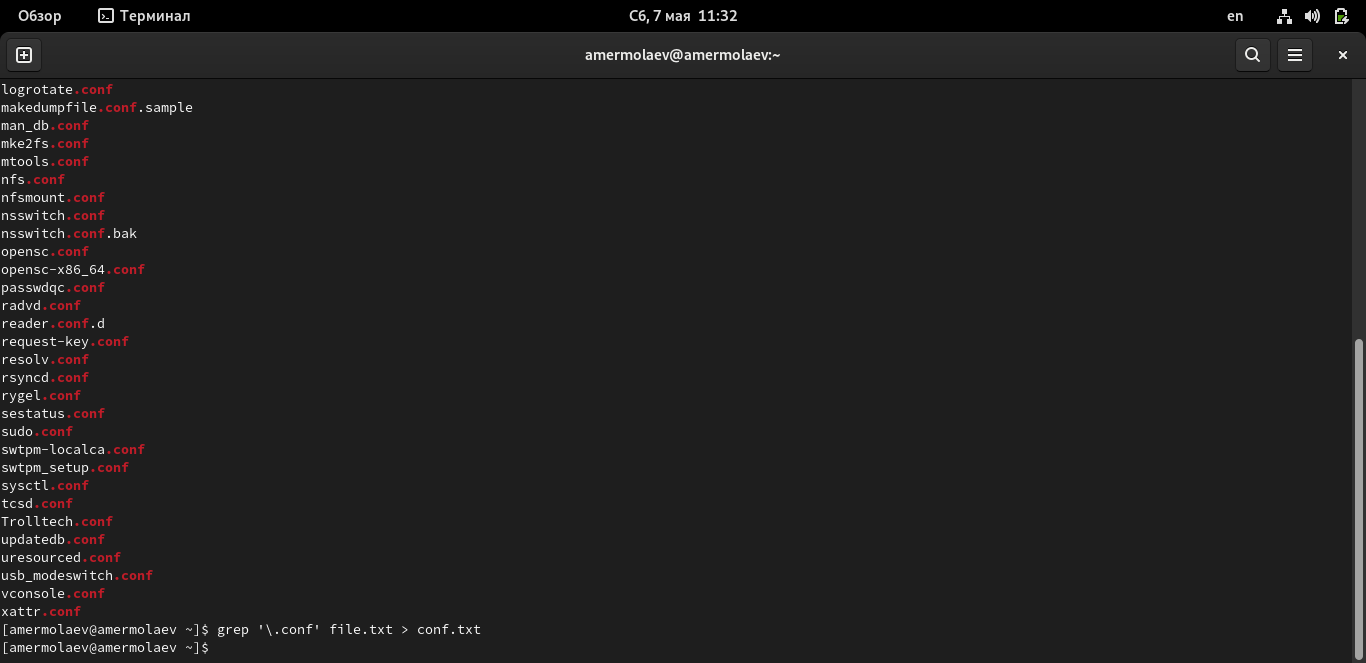 Обзор Терминал Сб, 7 мая 11:32 en
amermolaev@amermolaev:~
logrotate.conf
makedumpfile.conf.sample
man_db.conf
mke2fs.conf
mtools.conf
nfs.conf
nfsmount.conf
nsswitch.conf
nsswitch.conf.bak
opensc.conf
opensc-x86_64.conf
passwdqc.conf
radvd.conf
reader.conf.d
request-key.conf
resolv.conf
rsyncd.conf
rygel.conf
sestatus.conf
sudo.conf
swtpm-localca.conf
swtpm_setup.conf
sysctl.conf
tcsd.conf
Trolltech.conf
updatedb.conf
uresourced.conf
usb_modeswitch.conf
vconsole.conf
xattr.conf
[amermolaev@amermolaev ~]$ grep '\.conf' file.txt > conf.txt
[amermolaev@amermolaev ~]$